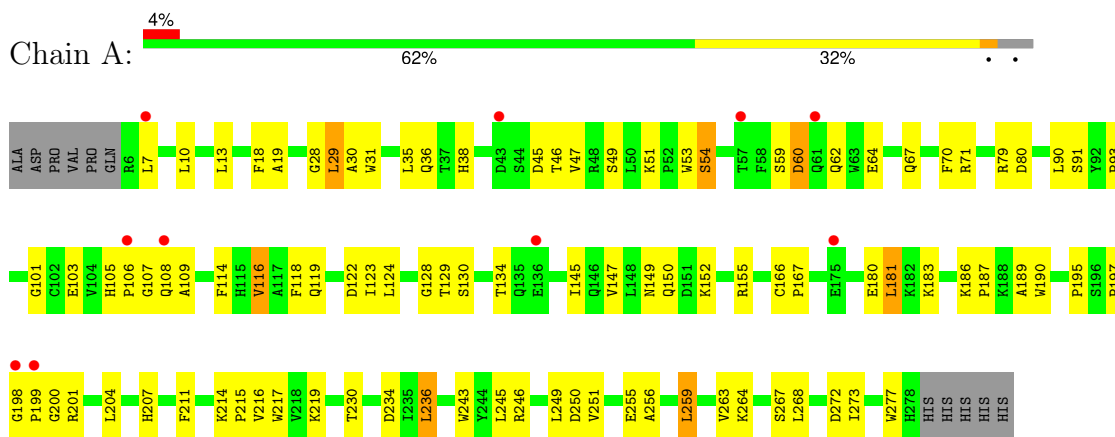 4%
Chain A:
62% 32% • •
ALA ASP PRO VAL PRO GLN R6 L7 L10 L13 F18 A19 G28 L29 A30 W31 L35 Q36 T37 H38 D43 S44 D45 T46 V47 R48 S49 L50 K51 P52 W53 S54 T57 F58 S59 D60 Q61 Q62 W63 E64 Q67 F70 R71 R79 D80 L90 S91 Y92
G101 C102 E103 V104 H105 P106 G107 Q108 A109 F114 H115 V116 A117 F118 Q119 D122 I123 L124 G128 T129 S130 T134 Q135 E136 I145 Q146 V147 L148 N149 Q150 D151 K152 R155 C166 P167 E175 E180 L181 K182 K183 K186 P187 K188 A189 W190 P195 S196
G198 P199 G200 R201 L204 H207 F211 K214 P215 V216 W217 V218 K219 T230 D234 I235 L236 W243 Y244 L245 R246 L249 D250 V251 E255 A256 L259 V263 K264 S267 L268 D272 I273 W277 H278 HIS HIS HIS HIS HIS HIS